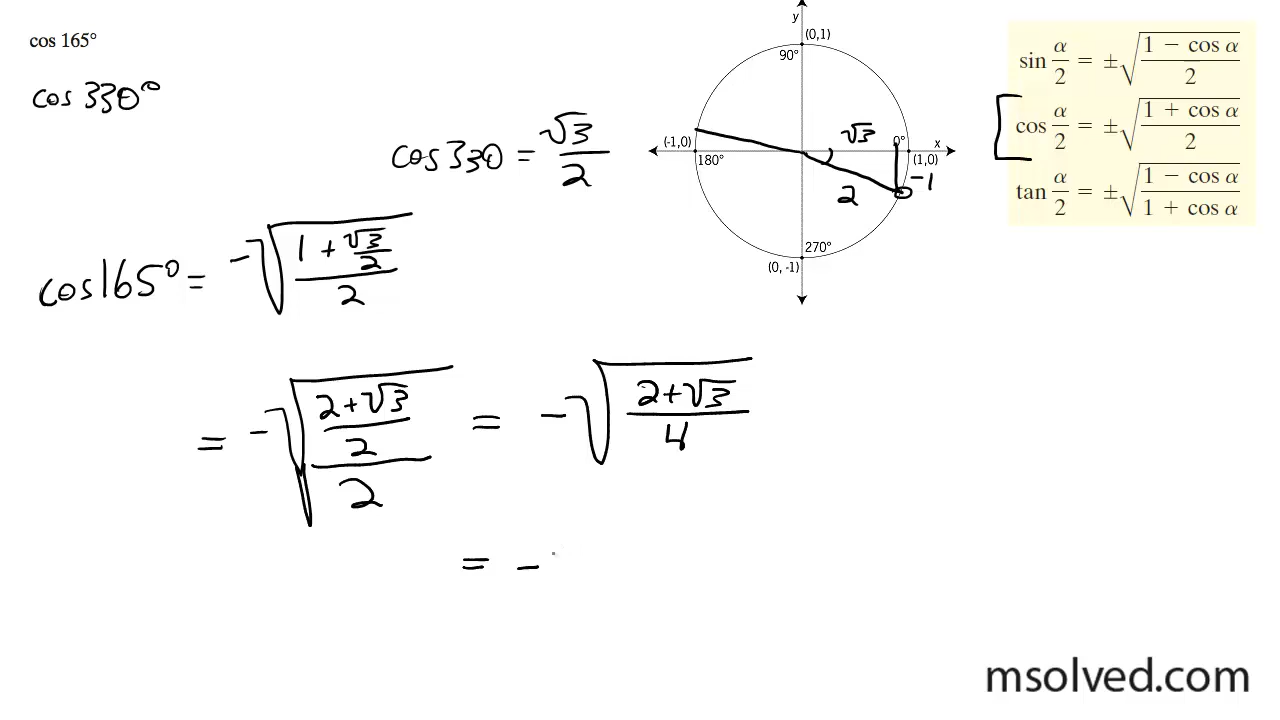 cos 165°
cos 330°
cos 330 = √3/2
y
(0,1)
90°
(-1,0)
180°
√3
0°
x
(1,0)
-1
2
270°
(0, -1)
sin α/2 = ±√((1 − cos α)/2)
cos α/2 = ±√((1 + cos α)/2)
tan α/2 = ±√((1 − cos α)/(1 + cos α))
cos 165° = -√((1 + √3/2)/2)
= -√(((2+√3)/2)/2) = -√((2+√3)/4)
= -
msolved.com